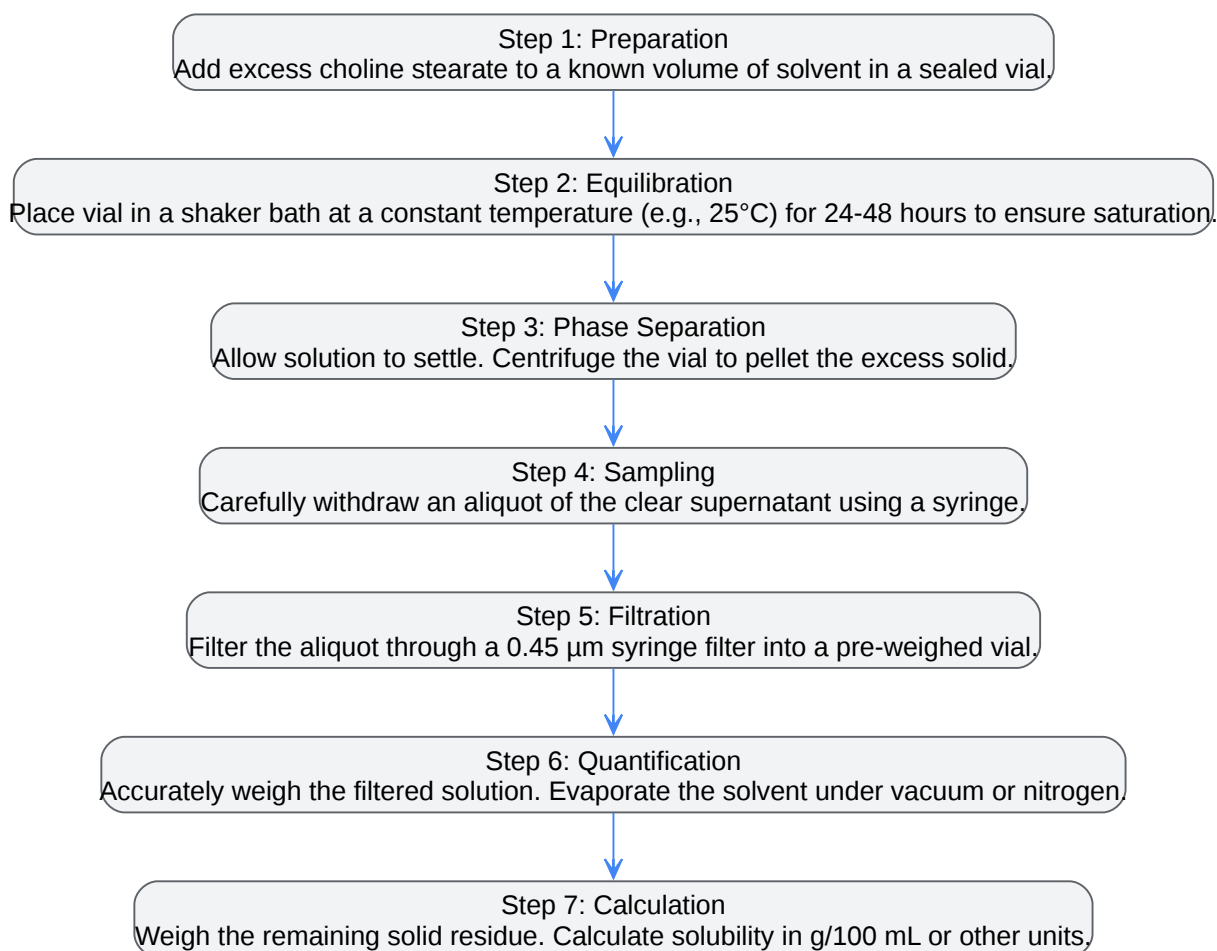 Step 1: Preparation
Add excess choline stearate to a known volume of solvent in a sealed vial.
Step 2: Equilibration
Place vial in a shaker bath at a constant temperature (e.g., 25°C) for 24-48 hours to ensure saturation.
Step 3: Phase Separation
Allow solution to settle. Centrifuge the vial to pellet the excess solid.
Step 4: Sampling
Carefully withdraw an aliquot of the clear supernatant using a syringe.
Step 5: Filtration
Filter the aliquot through a 0.45 µm syringe filter into a pre-weighed vial.
Step 6: Quantification
Accurately weigh the filtered solution. Evaporate the solvent under vacuum or nitrogen.
Step 7: Calculation
Weigh the remaining solid residue. Calculate solubility in g/100 mL or other units.